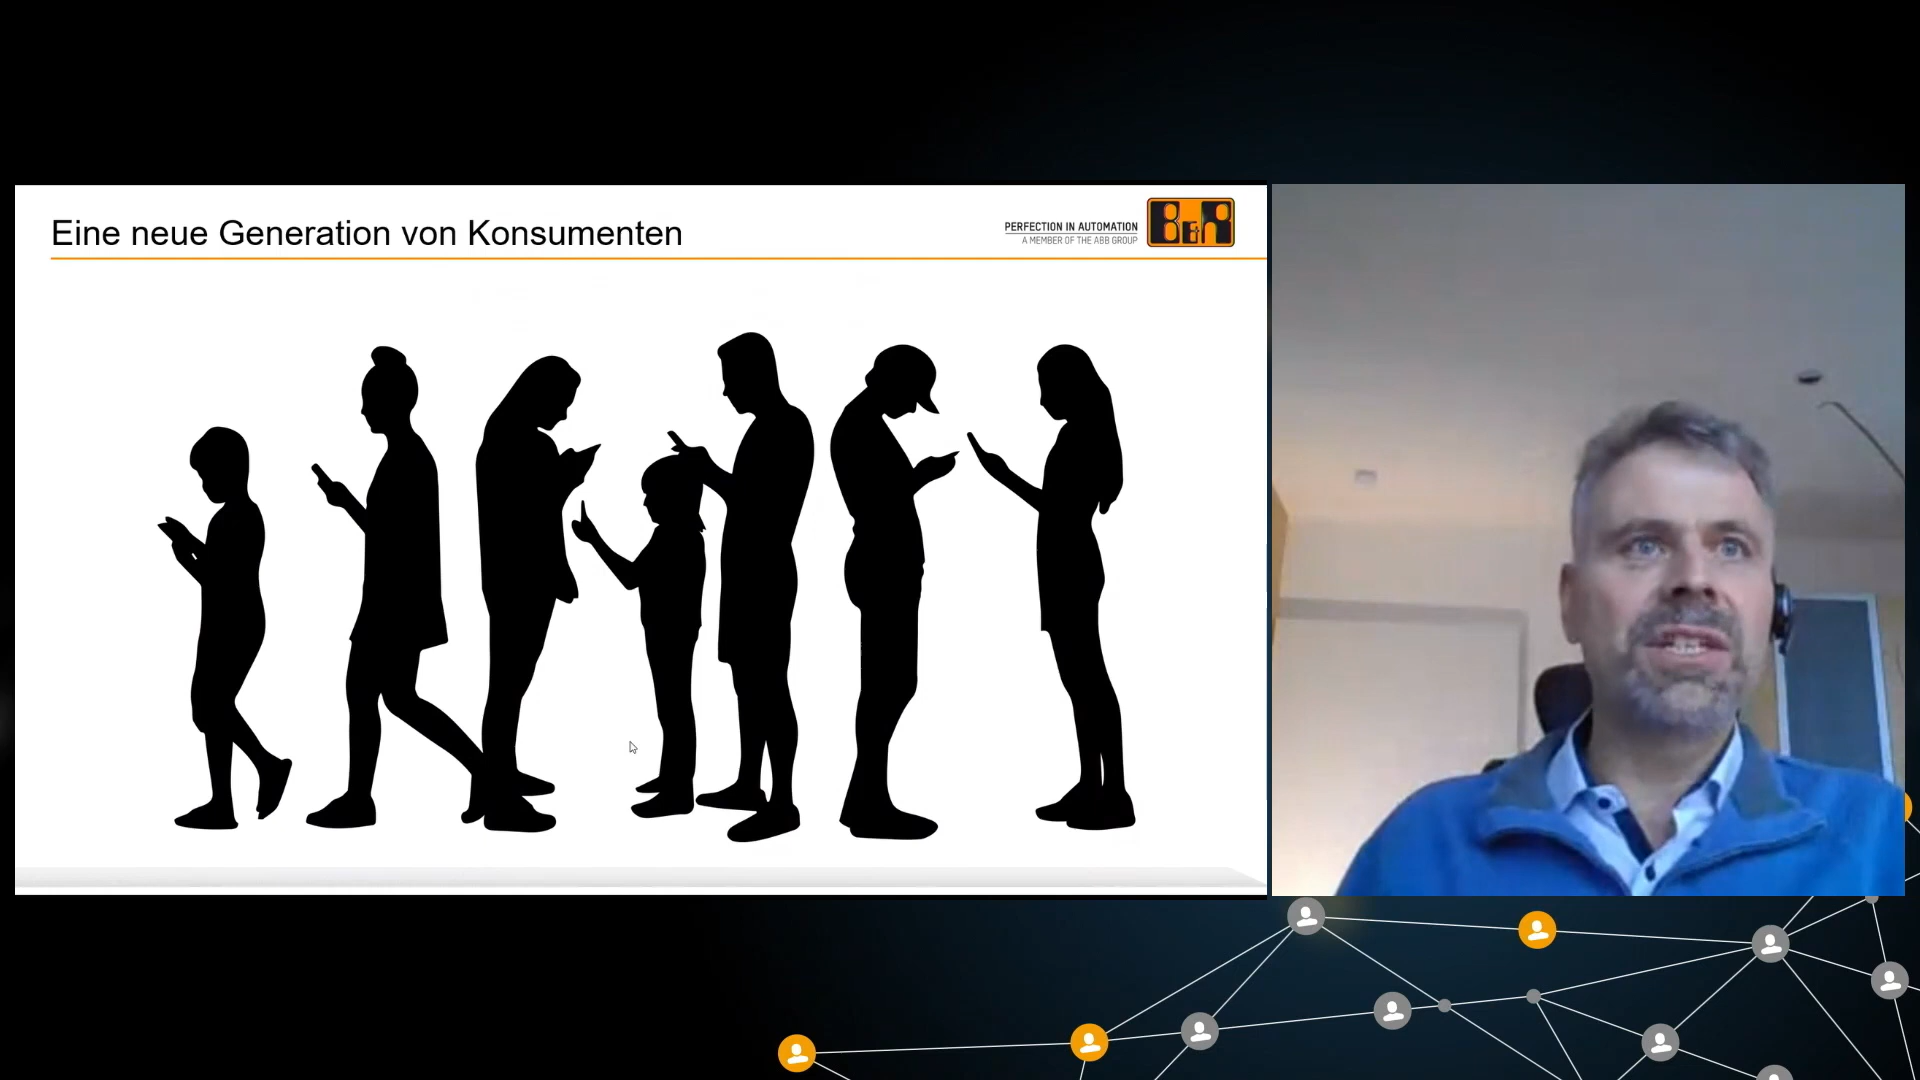 Eine neue Generation von Konsumenten
PERFECTION IN AUTOMATION
A MEMBER OF THE ABB GROUP
B&R